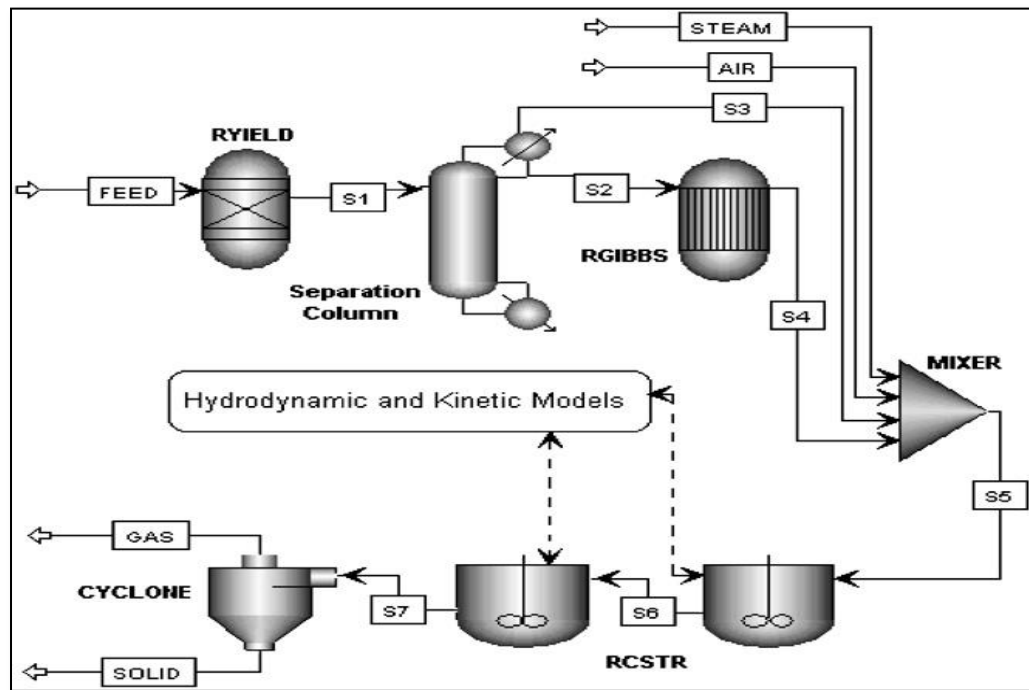 STEAM
AIR
S3
RYIELD
FEED
S1
S2
RGIBBS
Separation
Column
S4
MIXER
Hydrodynamic and Kinetic Models
S5
GAS
CYCLONE
S7
S6
RCSTR
SOLID